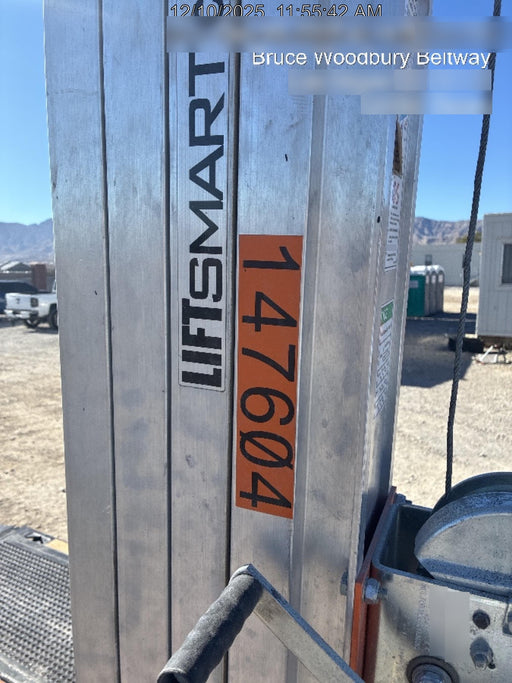 12/10/2025 11:55:42 AM
Bruce Woodbury Beltway
LIFTSMART
147604